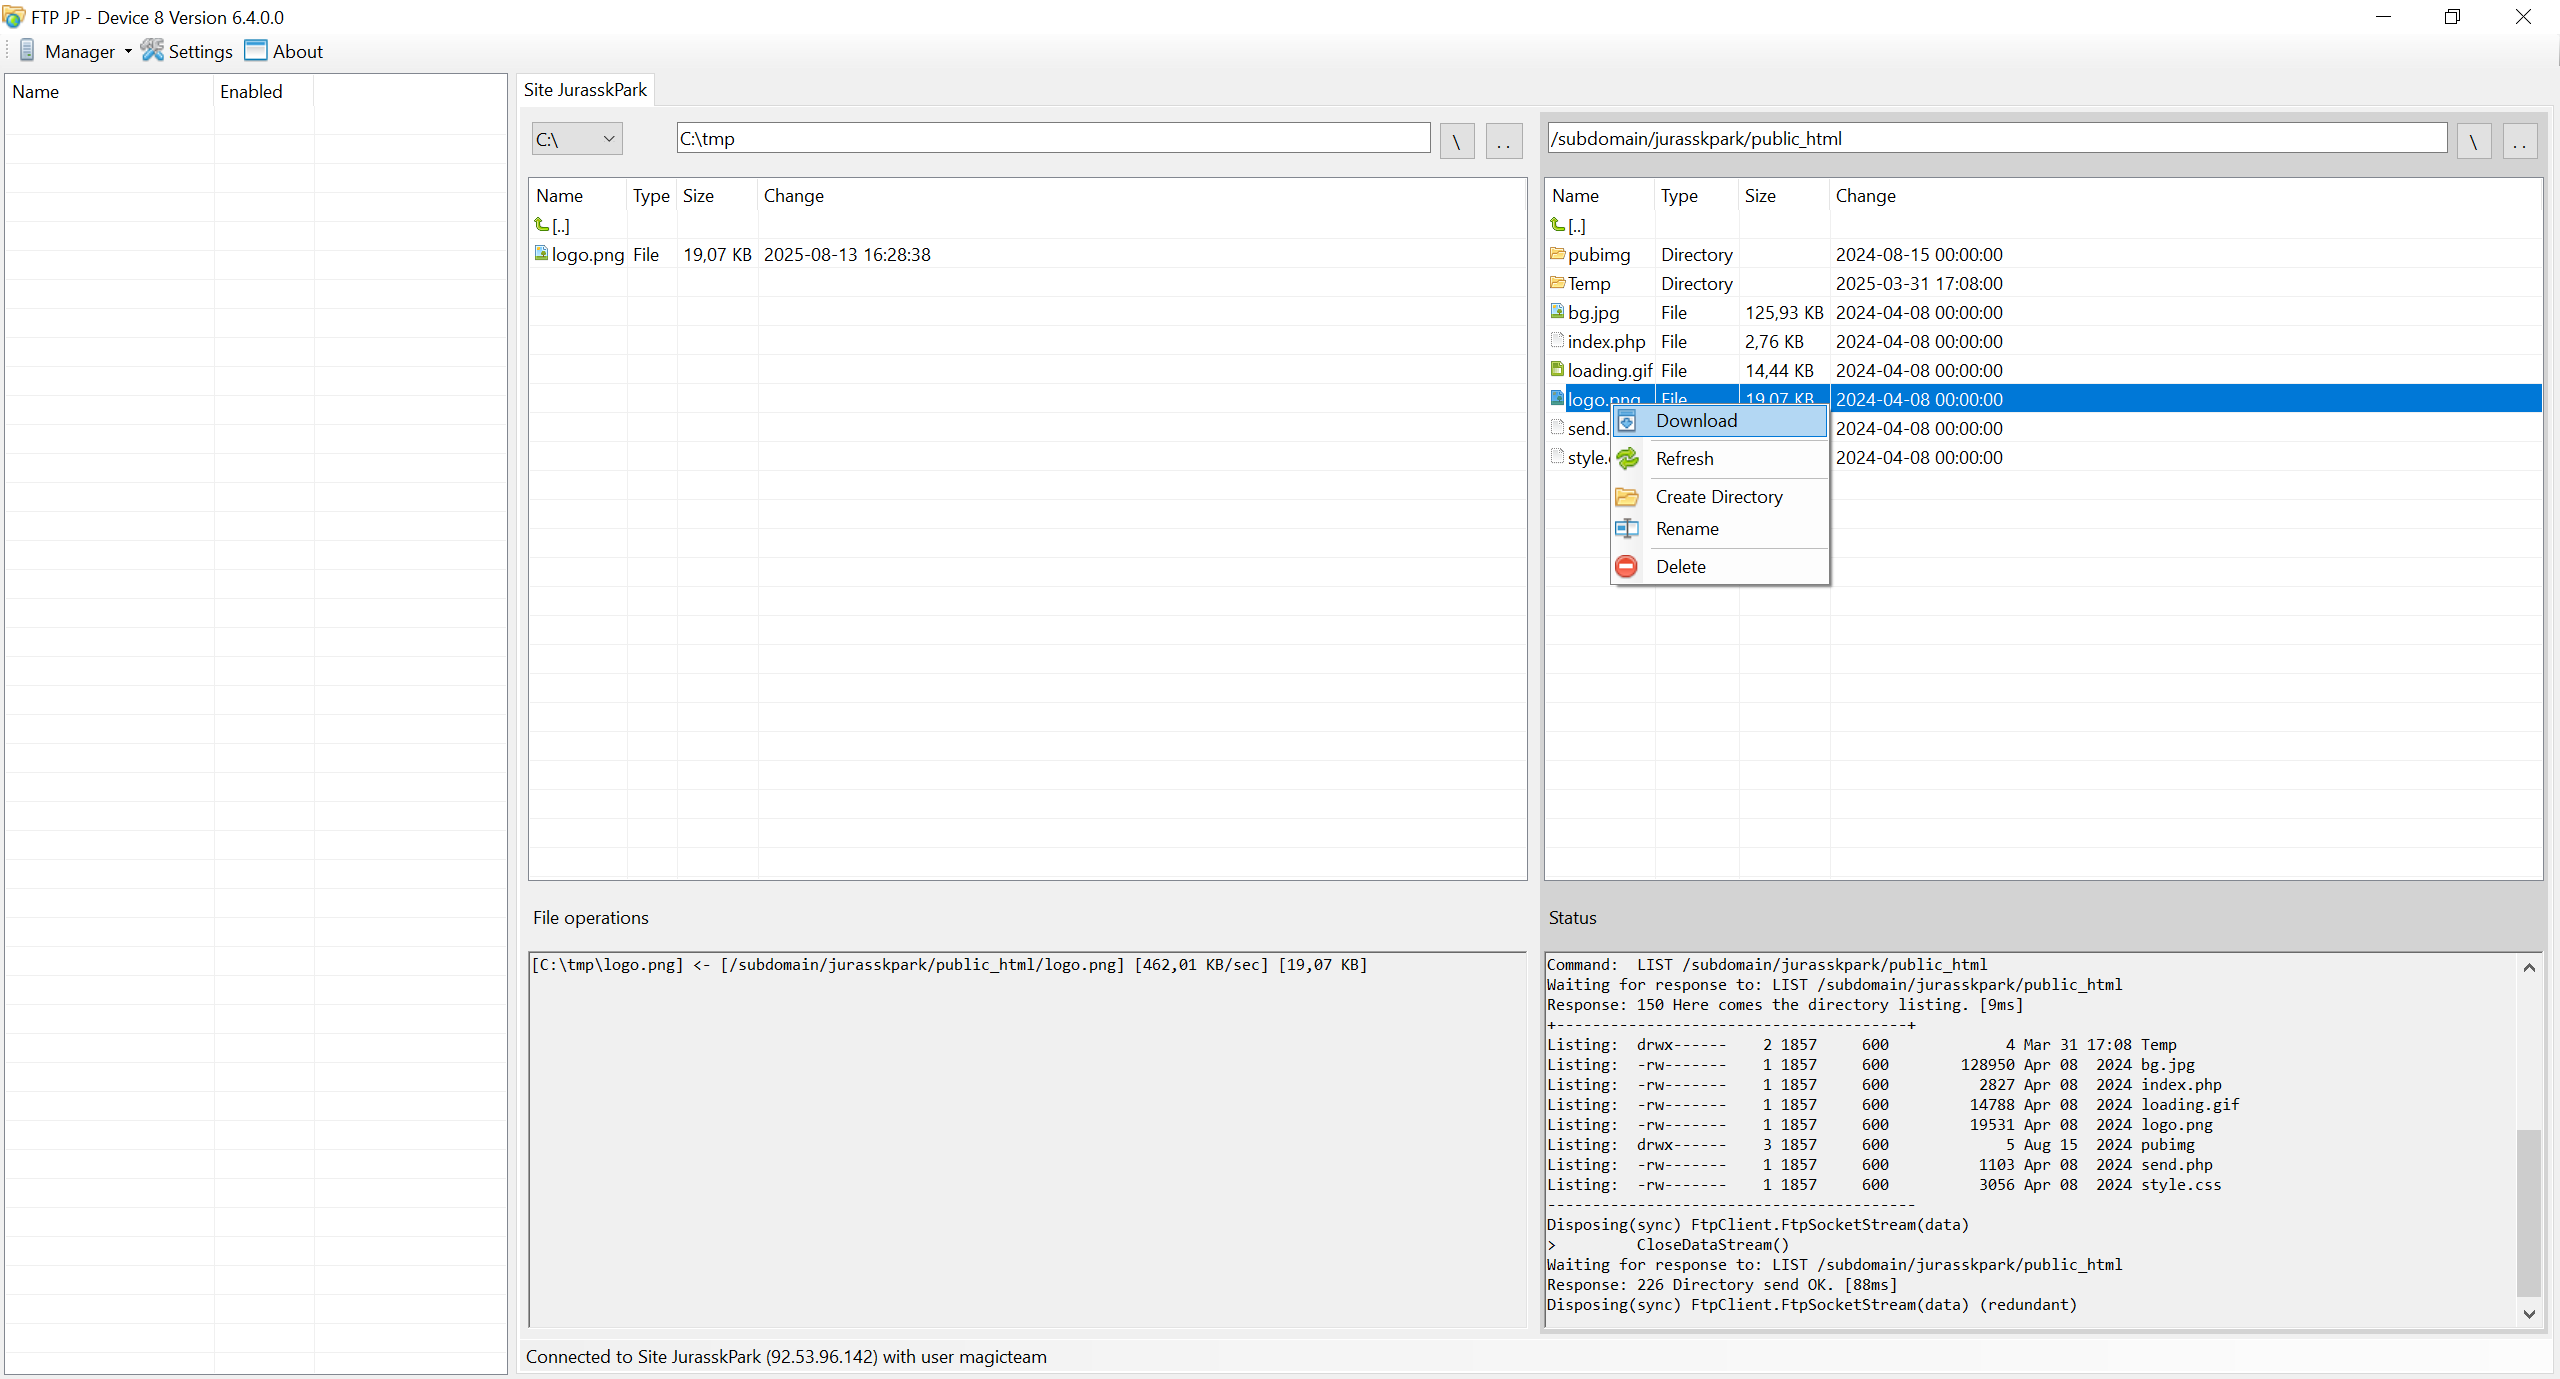 FTP JP - Device 8 Version 6.4.0.0
Manager Settings About
Name Enabled
Site JurasskPark
C:\ C:\tmp \ ..
Name Type Size Change
[..]
logo.png File 19,07 KB 2025-08-13 16:28:38
/subdomain/jurasskpark/public_html \ ..
Name Type Size Change
[..]
pubimg Directory 2024-08-15 00:00:00
Temp Directory 2025-03-31 17:08:00
bg.jpg File 125,93 KB 2024-04-08 00:00:00
index.php File 2,76 KB 2024-04-08 00:00:00
loading.gif File 14,44 KB 2024-04-08 00:00:00
logo.png File 19,07 KB 2024-04-08 00:00:00
send. 2024-04-08 00:00:00
style. 2024-04-08 00:00:00
Download
Refresh
Create Directory
Rename
Delete
File operations
[C:\tmp\logo.png] <- [/subdomain/jurasskpark/public_html/logo.png] [462,01 KB/sec] [19,07 KB]
Status
Command:  LIST /subdomain/jurasskpark/public_html
Waiting for response to: LIST /subdomain/jurasskpark/public_html
Response: 150 Here comes the directory listing. [9ms]
+---------------------------------------+
Listing:  drwx------    2 1857     600             4 Mar 31 17:08 Temp
Listing:  -rw-------    1 1857     600        128950 Apr 08  2024 bg.jpg
Listing:  -rw-------    1 1857     600          2827 Apr 08  2024 index.php
Listing:  -rw-------    1 1857     600         14788 Apr 08  2024 loading.gif
Listing:  -rw-------    1 1857     600         19531 Apr 08  2024 logo.png
Listing:  drwx------    3 1857     600             5 Aug 15  2024 pubimg
Listing:  -rw-------    1 1857     600          1103 Apr 08  2024 send.php
Listing:  -rw-------    1 1857     600          3056 Apr 08  2024 style.css
-----------------------------------------
Disposing(sync) FtpClient.FtpSocketStream(data)
>         CloseDataStream()
Waiting for response to: LIST /subdomain/jurasskpark/public_html
Response: 226 Directory send OK. [88ms]
Disposing(sync) FtpClient.FtpSocketStream(data) (redundant)
Connected to Site JurasskPark (92.53.96.142) with user magicteam